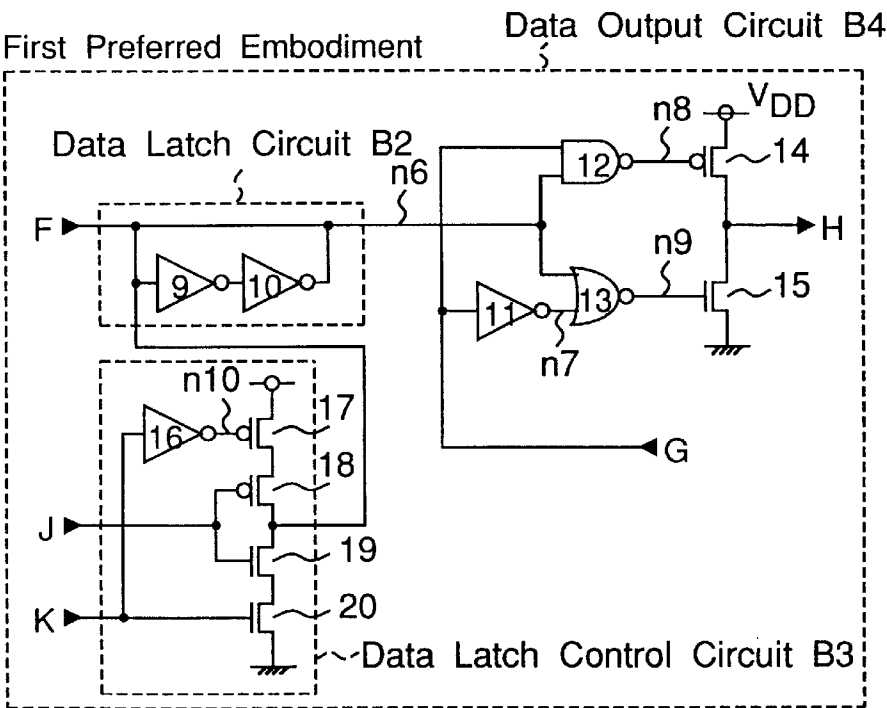 Data Output Circuit B4
First Preferred Embodiment
VDD
n8
14
Data Latch Circuit B2
n6
12
F
H
n9
15
9
10
11
13
n7
n10
17
16
G
18
J
19
K
20
Data Latch Control Circuit B3